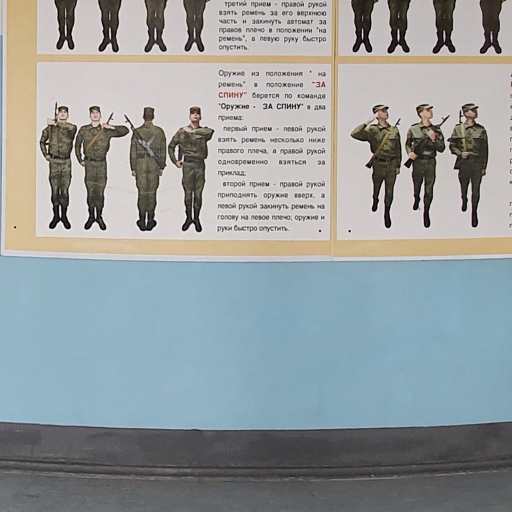 третий прием - правой рукой
взять ремень за его верхнюю
часть и закинуть автомат за
правое плечо в положении "на
ремень", а левую руку быстро
опустить.
Оружие из положения " на
ремень" в положение "ЗА
СПИНУ" берется по команде
"Оружие - ЗА СПИНУ" в два
приема:
первый прием - левой рукой
взять ремень несколько ниже
правого плеча, а правой рукой
одновременно взяться за
приклад;
второй прием - правой рукой
приподнять оружие вверх, а
левой рукой закинуть ремень на
голову на левое плечо; оружие и
руки быстро опустить.